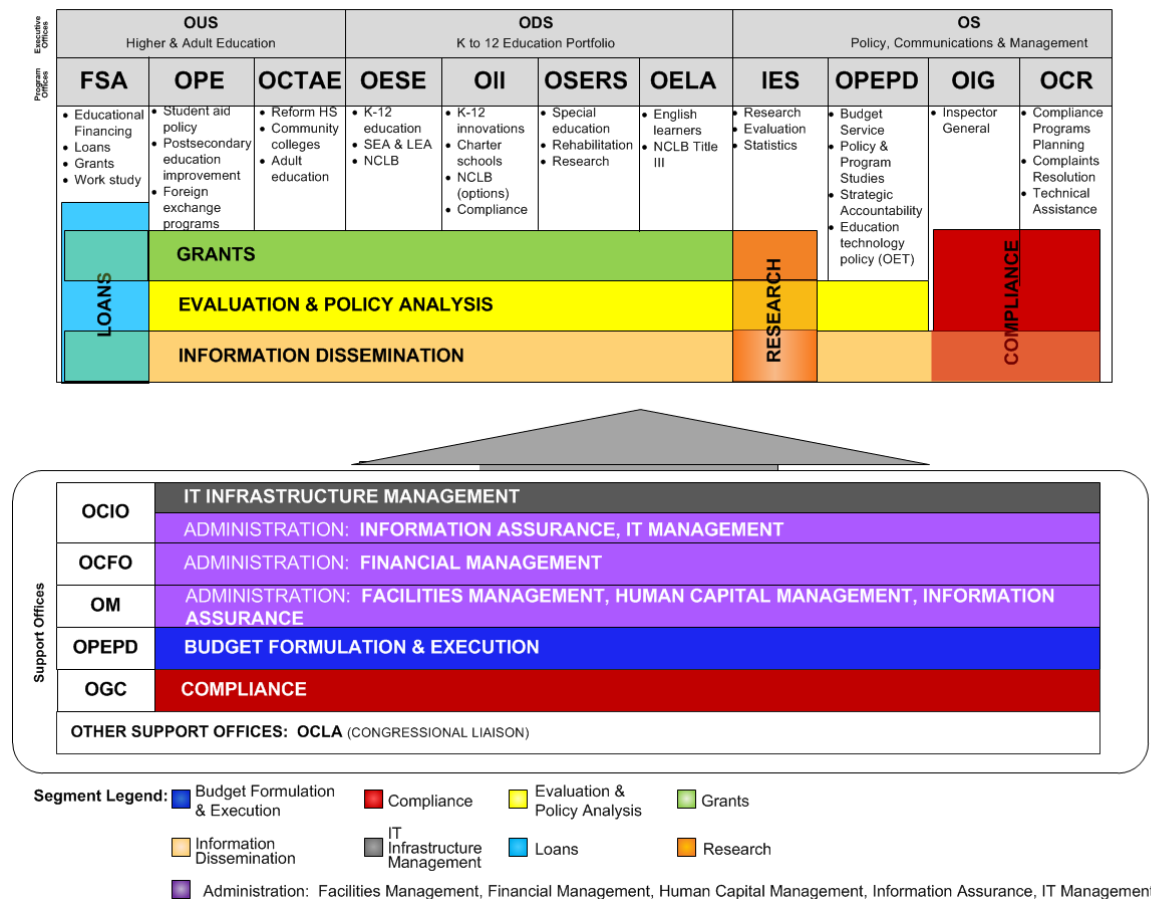 Executive
Offices
OUS
Higher & Adult Education
ODS
K to 12 Education Portfolio
OS
Policy, Communications & Management
Program
Offices
FSA
OPE
OCTAE
OESE
OII
OSERS
OELA
IES
OPEPD
OIG
OCR
• Educational
Financing
• Loans
• Grants
• Work study
• Student aid
policy
• Postsecondary
education
improvement
• Foreign
exchange
programs
• Reform HS
• Community
colleges
• Adult
education
• K-12
education
• SEA & LEA
• NCLB
• K-12
innovations
• Charter
schools
• NCLB
(options)
• Compliance
• Special
education
• Rehabilitation
• Research
• English
learners
• NCLB Title
III
• Research
• Evaluation
• Statistics
• Budget
Service
• Policy &
Program
Studies
• Strategic
Accountability
• Education
technology
policy (OET)
• Inspector
General
• Compliance
Programs
Planning
• Complaints
Resolution
• Technical
Assistance
LOANS
GRANTS
EVALUATION & POLICY ANALYSIS
INFORMATION DISSEMINATION
RESEARCH
COMPLIANCE
Support Offices
OCIO
IT INFRASTRUCTURE MANAGEMENT
ADMINISTRATION: INFORMATION ASSURANCE, IT MANAGEMENT
OCFO
ADMINISTRATION: FINANCIAL MANAGEMENT
OM
ADMINISTRATION: FACILITIES MANAGEMENT, HUMAN CAPITAL MANAGEMENT, INFORMATION
ASSURANCE
OPEPD
BUDGET FORMULATION & EXECUTION
OGC
COMPLIANCE
OTHER SUPPORT OFFICES: OCLA (CONGRESSIONAL LIAISON)
Segment Legend:
Budget Formulation
& Execution
Compliance
Evaluation &
Policy Analysis
Grants
Information
Dissemination
IT
Infrastructure
Management
Loans
Research
Administration: Facilities Management, Financial Management, Human Capital Management, Information Assurance, IT Management